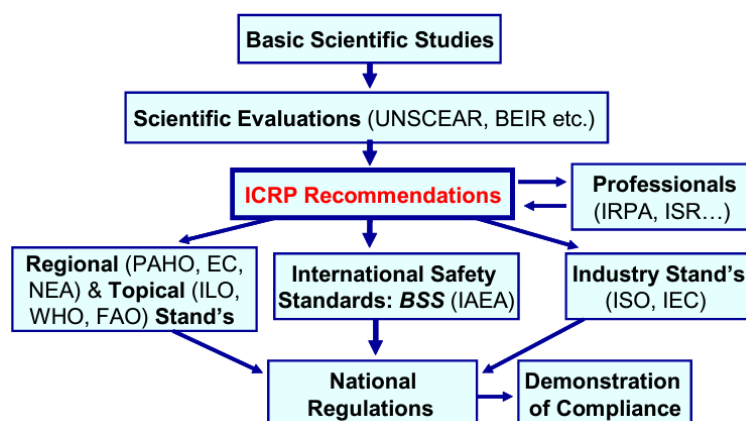 Basic Scientific Studies
Scientific Evaluations (UNSCEAR, BEIR etc.)
ICRP Recommendations
Professionals
(IRPA, ISR…)
Regional (PAHO, EC,
NEA) & Topical (ILO,
WHO, FAO) Stand's
International Safety
Standards: BSS (IAEA)
Industry Stand's
(ISO, IEC)
National
Regulations
Demonstration
of Compliance